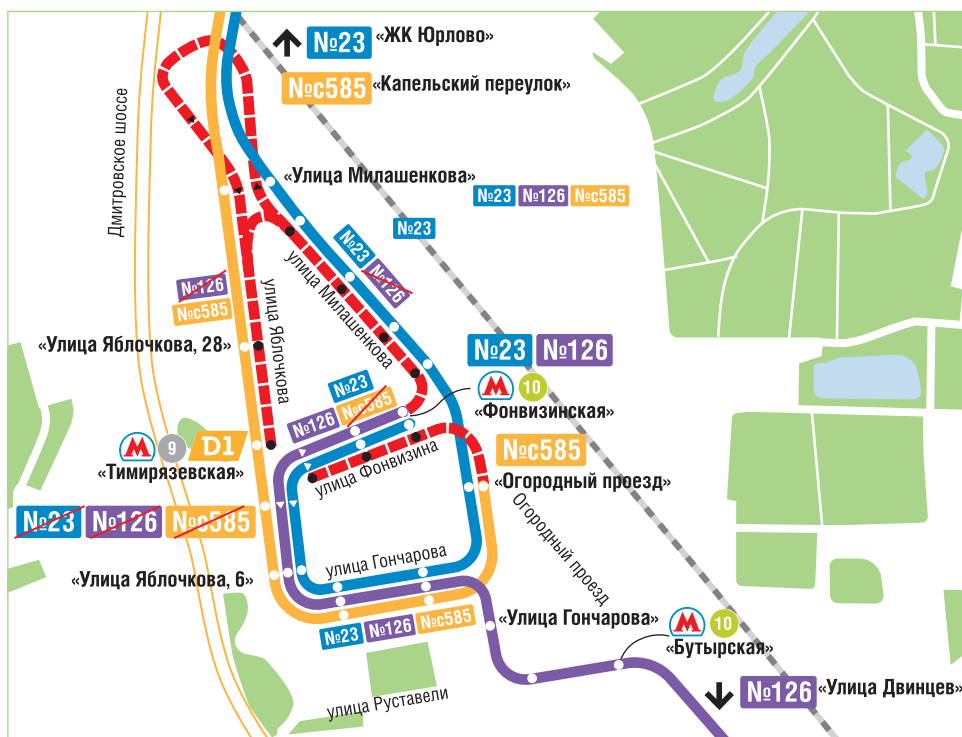 №23 «ЖК Юрлово»
№с585 «Капельский переулок»
Дмитровское шоссе
«Улица Милашенкова»
№23 №126 №с585
№23
№23
№126
улица Милашенкова
№126
№с585
улица Яблочкова
«Улица Яблочкова, 28»
№23 №126
М 10
«Фонвизинская»
№23
№126 №с585
№с585
«Огородный проезд»
улица Фонвизина
М 9 D1
«Тимирязевская»
№23 №126 №с585
Огородный проезд
улица Гончарова
«Улица Яблочкова, 6»
№23 №126 №с585
«Улица Гончарова»
М 10
«Бутырская»
№126 «Улица Двинцев»
улица Руставели